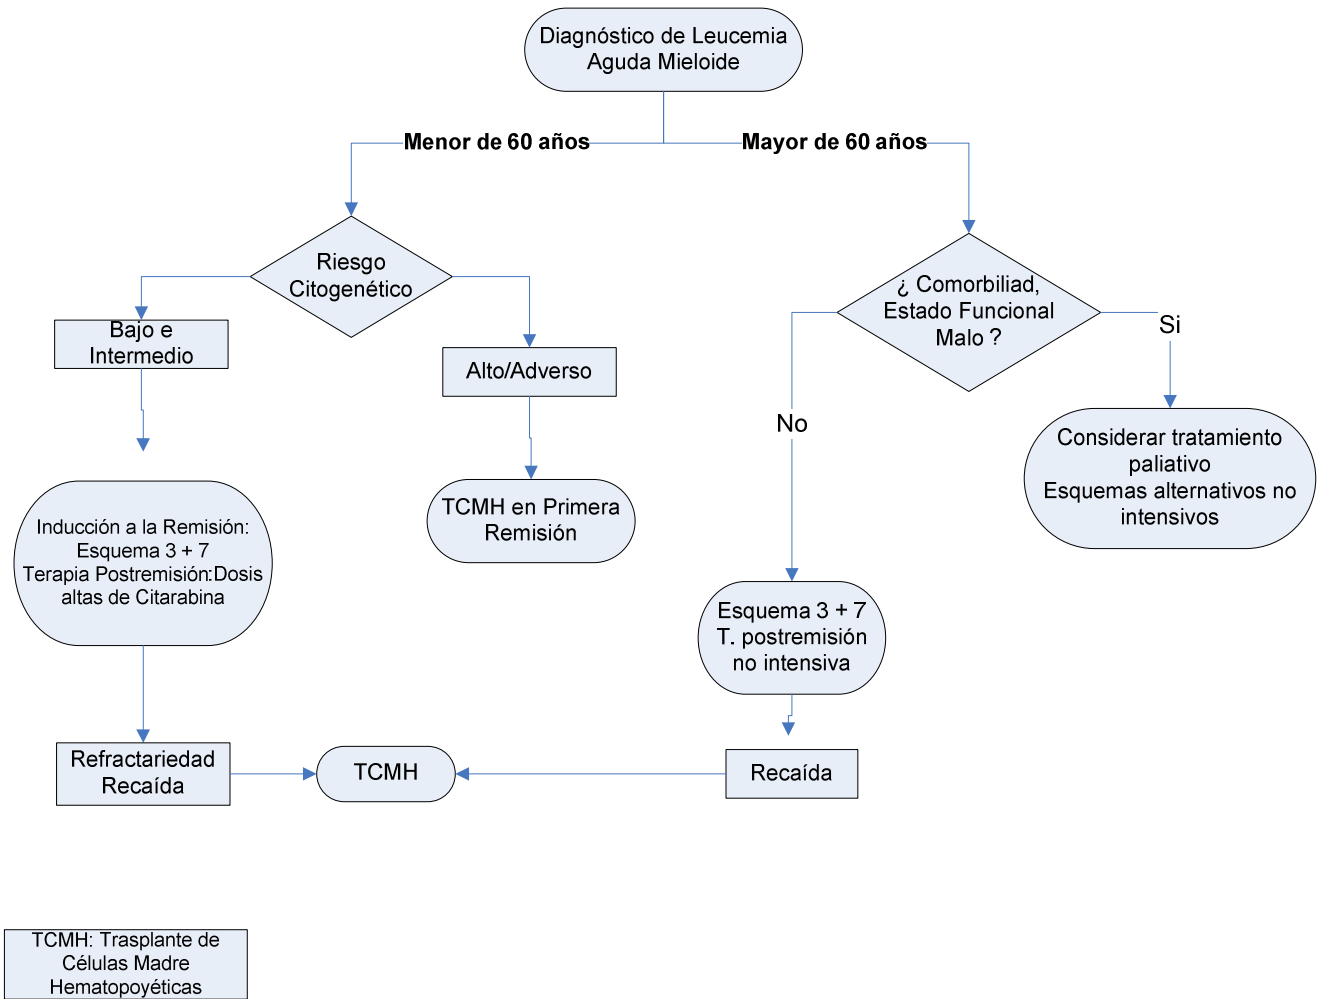 Diagnóstico de Leucemia
Aguda Mieloide
Menor de 60 años
Mayor de 60 años
Riesgo
Citogenético
¿ Comorbiliad,
Estado Funcional
Malo ?
Bajo e
Intermedio
Alto/Adverso
Si
No
Considerar tratamiento
paliativo
Esquemas alternativos no
intensivos
TCMH en Primera
Remisión
Inducción a la Remisión:
Esquema 3 + 7
Terapia Postremisión:Dosis
altas de Citarabina
Esquema 3 + 7
T. postremisión
no intensiva
Refractariedad
Recaída
TCMH
Recaída
TCMH: Trasplante de
Células Madre
Hematopoyéticas